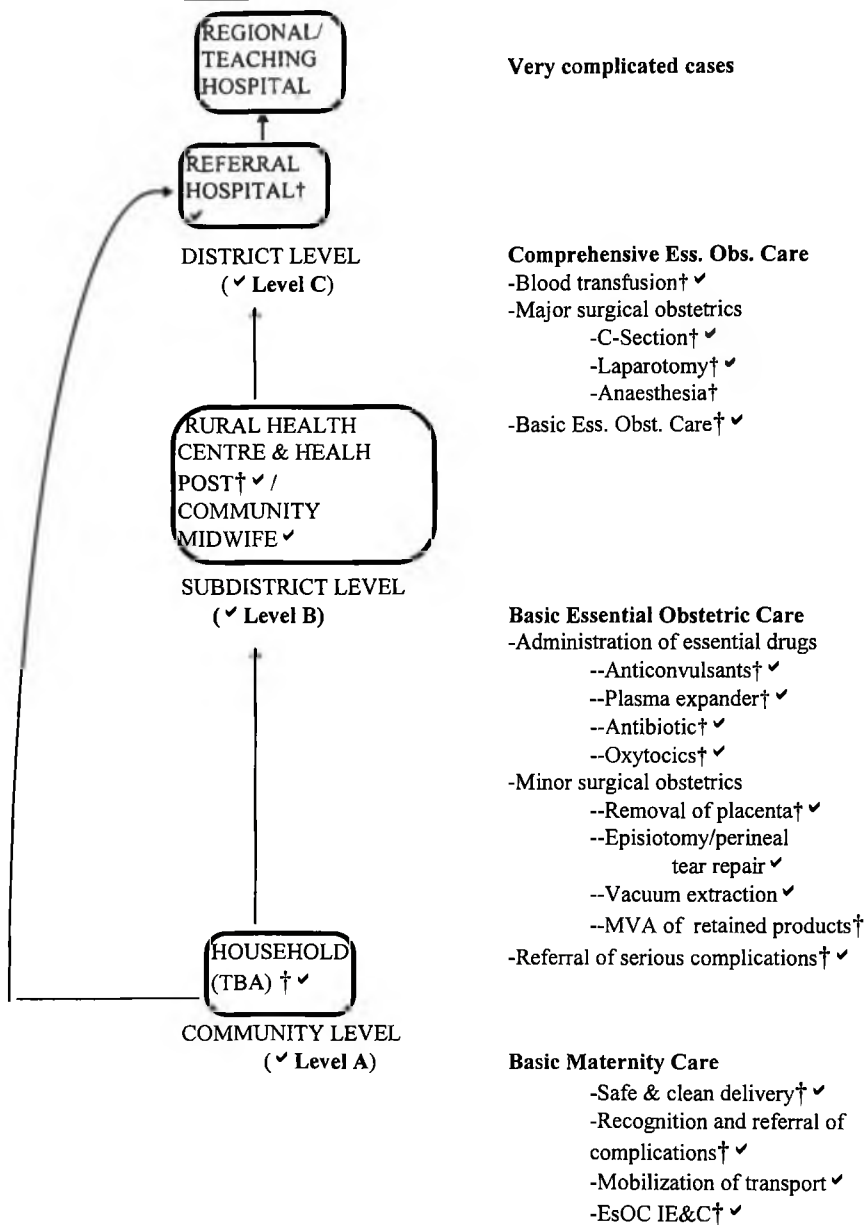 REGIONAL/
TEACHING
HOSPITAL
Very complicated cases
REFERRAL
HOSPITAL†
✔
DISTRICT LEVEL
(✔ Level C)
Comprehensive Ess. Obs. Care
-Blood transfusion† ✔
-Major surgical obstetrics
-C-Section† ✔
-Laparotomy† ✔
-Anaesthesia†
-Basic Ess. Obst. Care† ✔
RURAL HEALTH
CENTRE & HEALH
POST† ✔ /
COMMUNITY
MIDWIFE ✔
SUBDISTRICT LEVEL
(✔ Level B)
Basic Essential Obstetric Care
-Administration of essential drugs
--Anticonvulsants† ✔
--Plasma expander† ✔
--Antibiotic† ✔
--Oxytocics† ✔
-Minor surgical obstetrics
--Removal of placenta† ✔
--Episiotomy/perineal
tear repair ✔
--Vacuum extraction ✔
--MVA of retained products†
-Referral of serious complications† ✔
HOUSEHOLD
(TBA) † ✔
COMMUNITY LEVEL
(✔ Level A)
Basic Maternity Care
-Safe & clean delivery† ✔
-Recognition and referral of
complications† ✔
-Mobilization of transport ✔
-EsOC IE&C† ✔